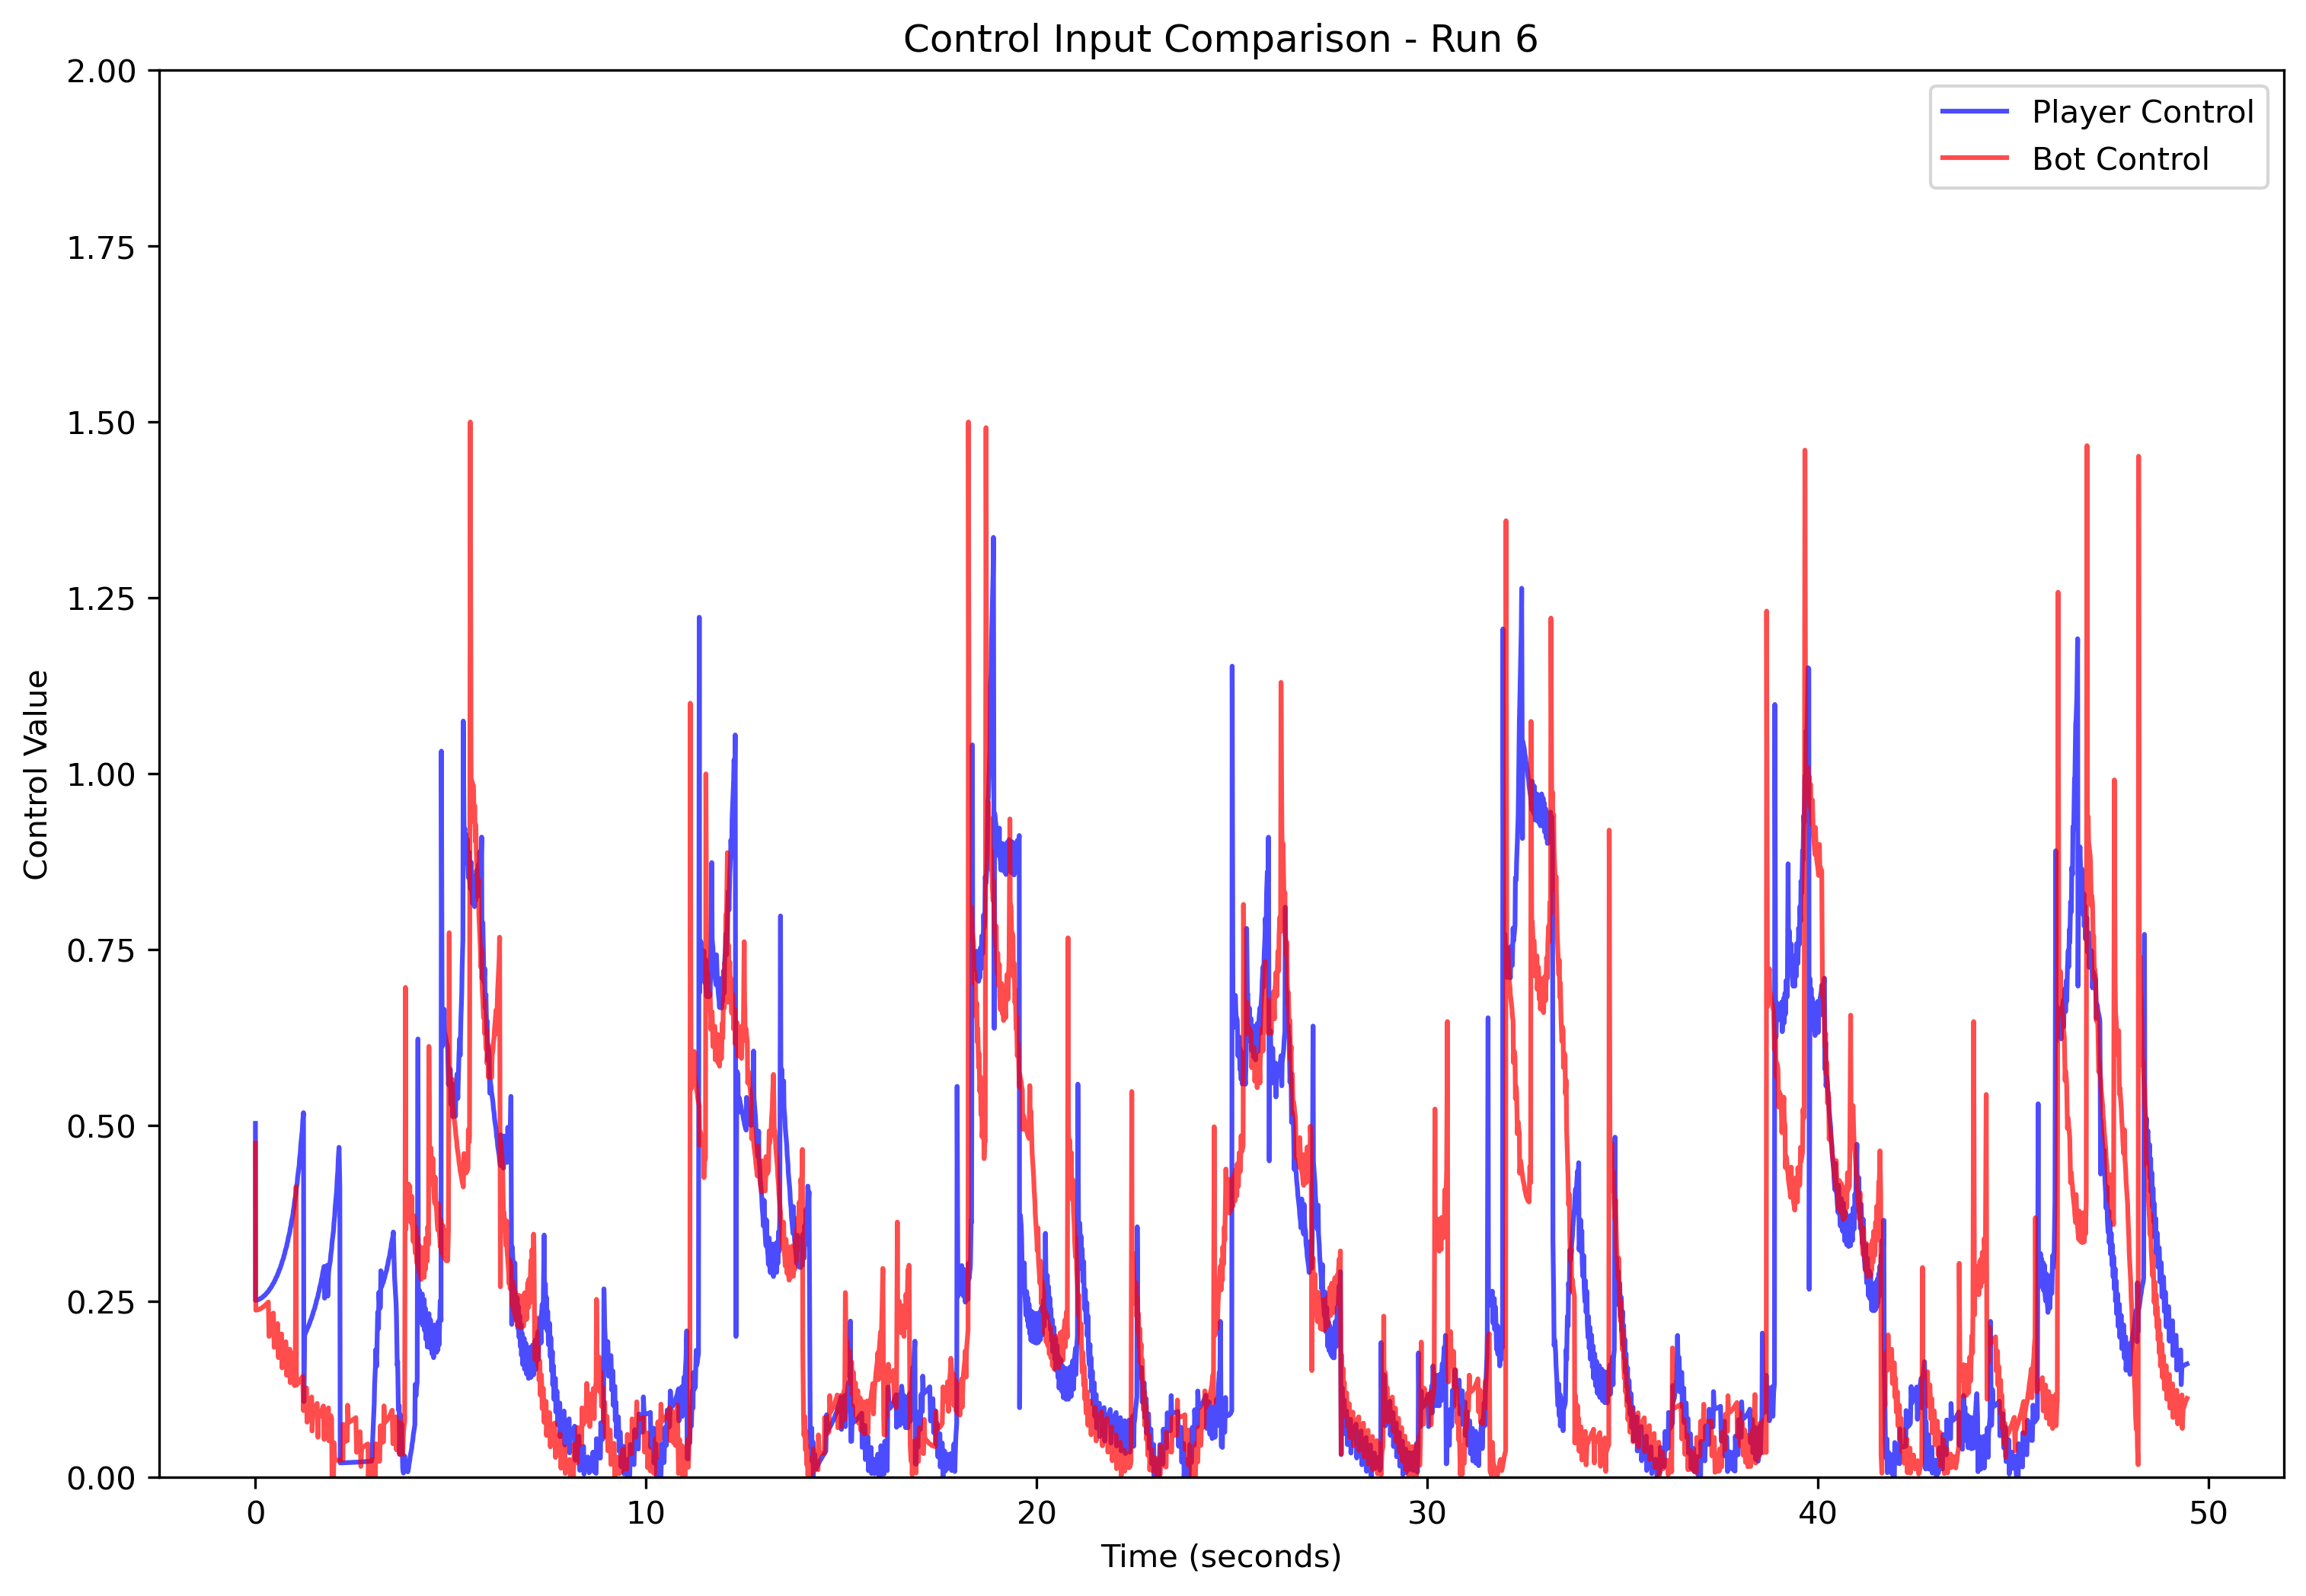 Control Input Comparison - Run 6
2.00
1.75
1.50
1.25
1.00
0.75
0.50
0.25
0.00
Control Value
Player Control
Bot Control
0 10 20 30 40 50
Time (seconds)